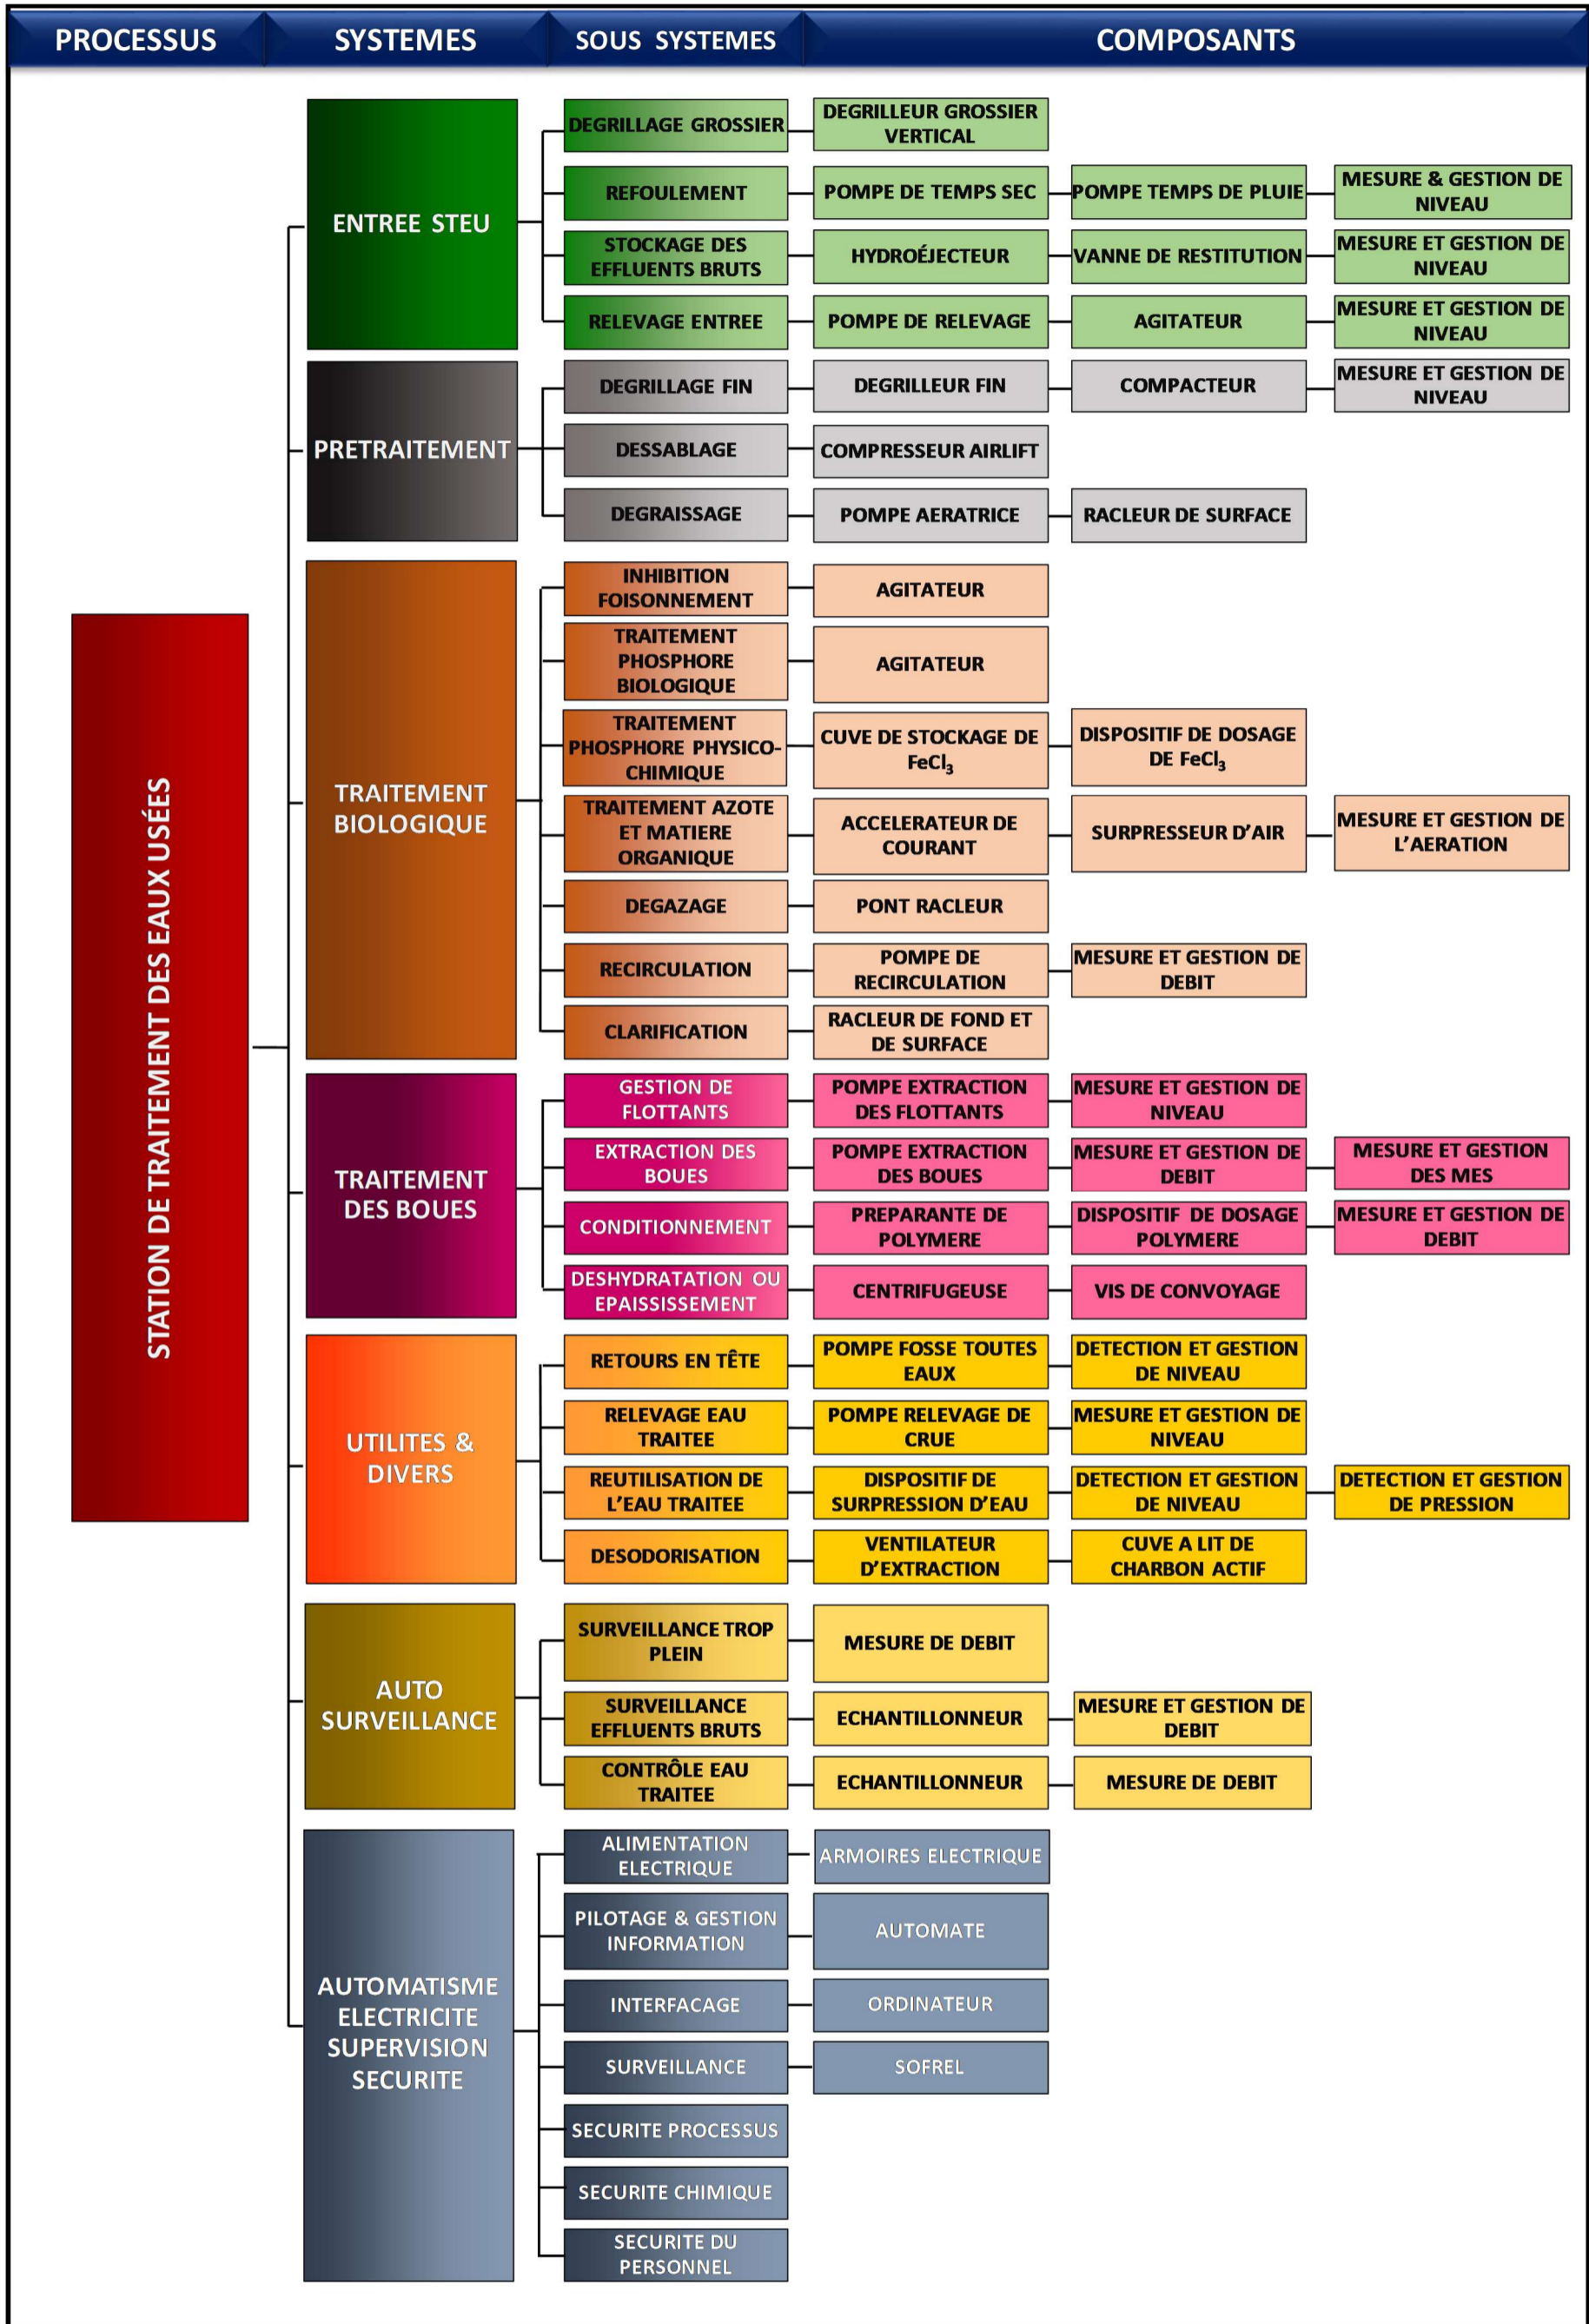 PROCESSUS
SYSTEMES
SOUS SYSTEMES
COMPOSANTS
STATION DE TRAITEMENT DES EAUX USÉES
ENTREE STEU
DEGRILLAGE GROSSIER
DEGRILLEUR GROSSIER
VERTICAL
REFOULEMENT
POMPE DE TEMPS SEC
POMPE TEMPS DE PLUIE
MESURE & GESTION DE
NIVEAU
STOCKAGE DES
EFFLUENTS BRUTS
HYDROÉJECTEUR
VANNE DE RESTITUTION
MESURE ET GESTION DE
NIVEAU
RELEVAGE ENTREE
POMPE DE RELEVAGE
AGITATEUR
MESURE ET GESTION DE
NIVEAU
PRETRAITEMENT
DEGRILLAGE FIN
DEGRILLEUR FIN
COMPACTEUR
MESURE ET GESTION DE
NIVEAU
DESSABLAGE
COMPRESSEUR AIRLIFT
DEGRAISSAGE
POMPE AERATRICE
RACLEUR DE SURFACE
TRAITEMENT
BIOLOGIQUE
INHIBITION
FOISONNEMENT
AGITATEUR
TRAITEMENT
PHOSPHORE
BIOLOGIQUE
AGITATEUR
TRAITEMENT
PHOSPHORE PHYSICO-
CHIMIQUE
CUVE DE STOCKAGE DE
FeCl₃
DISPOSITIF DE DOSAGE
DE FeCl₃
TRAITEMENT AZOTE
ET MATIERE
ORGANIQUE
ACCELERATEUR DE
COURANT
SURPRESSEUR D'AIR
MESURE ET GESTION DE
L'AERATION
DEGAZAGE
PONT RACLEUR
RECIRCULATION
POMPE DE
RECIRCULATION
MESURE ET GESTION DE
DEBIT
CLARIFICATION
RACLEUR DE FOND ET
DE SURFACE
TRAITEMENT
DES BOUES
GESTION DE
FLOTTANTS
POMPE EXTRACTION
DES FLOTTANTS
MESURE ET GESTION DE
NIVEAU
EXTRACTION DES
BOUES
POMPE EXTRACTION
DES BOUES
MESURE ET GESTION DE
DEBIT
MESURE ET GESTION
DES MES
CONDITIONNEMENT
PREPARANTE DE
POLYMERE
DISPOSITIF DE DOSAGE
POLYMERE
MESURE ET GESTION DE
DEBIT
DESHYDRATATION OU
EPAISSISSEMENT
CENTRIFUGEUSE
VIS DE CONVOYAGE
UTILITES &
DIVERS
RETOURS EN TÊTE
POMPE FOSSE TOUTES
EAUX
DETECTION ET GESTION
DE NIVEAU
RELEVAGE EAU
TRAITEE
POMPE RELEVAGE DE
CRUE
MESURE ET GESTION DE
NIVEAU
REUTILISATION DE
L'EAU TRAITEE
DISPOSITIF DE
SURPRESSION D'EAU
DETECTION ET GESTION
DE NIVEAU
DETECTION ET GESTION
DE PRESSION
DESODORISATION
VENTILATEUR
D'EXTRACTION
CUVE A LIT DE
CHARBON ACTIF
AUTO
SURVEILLANCE
SURVEILLANCE TROP
PLEIN
MESURE DE DEBIT
SURVEILLANCE
EFFLUENTS BRUTS
ECHANTILLONNEUR
MESURE ET GESTION DE
DEBIT
CONTRÔLE EAU
TRAITEE
ECHANTILLONNEUR
MESURE DE DEBIT
AUTOMATISME
ELECTRICITE
SUPERVISION
SECURITE
ALIMENTATION
ELECTRIQUE
ARMOIRES ELECTRIQUE
PILOTAGE & GESTION
INFORMATION
AUTOMATE
INTERFACAGE
ORDINATEUR
SURVEILLANCE
SOFREL
SECURITE PROCESSUS
SECURITE CHIMIQUE
SECURITE DU
PERSONNEL